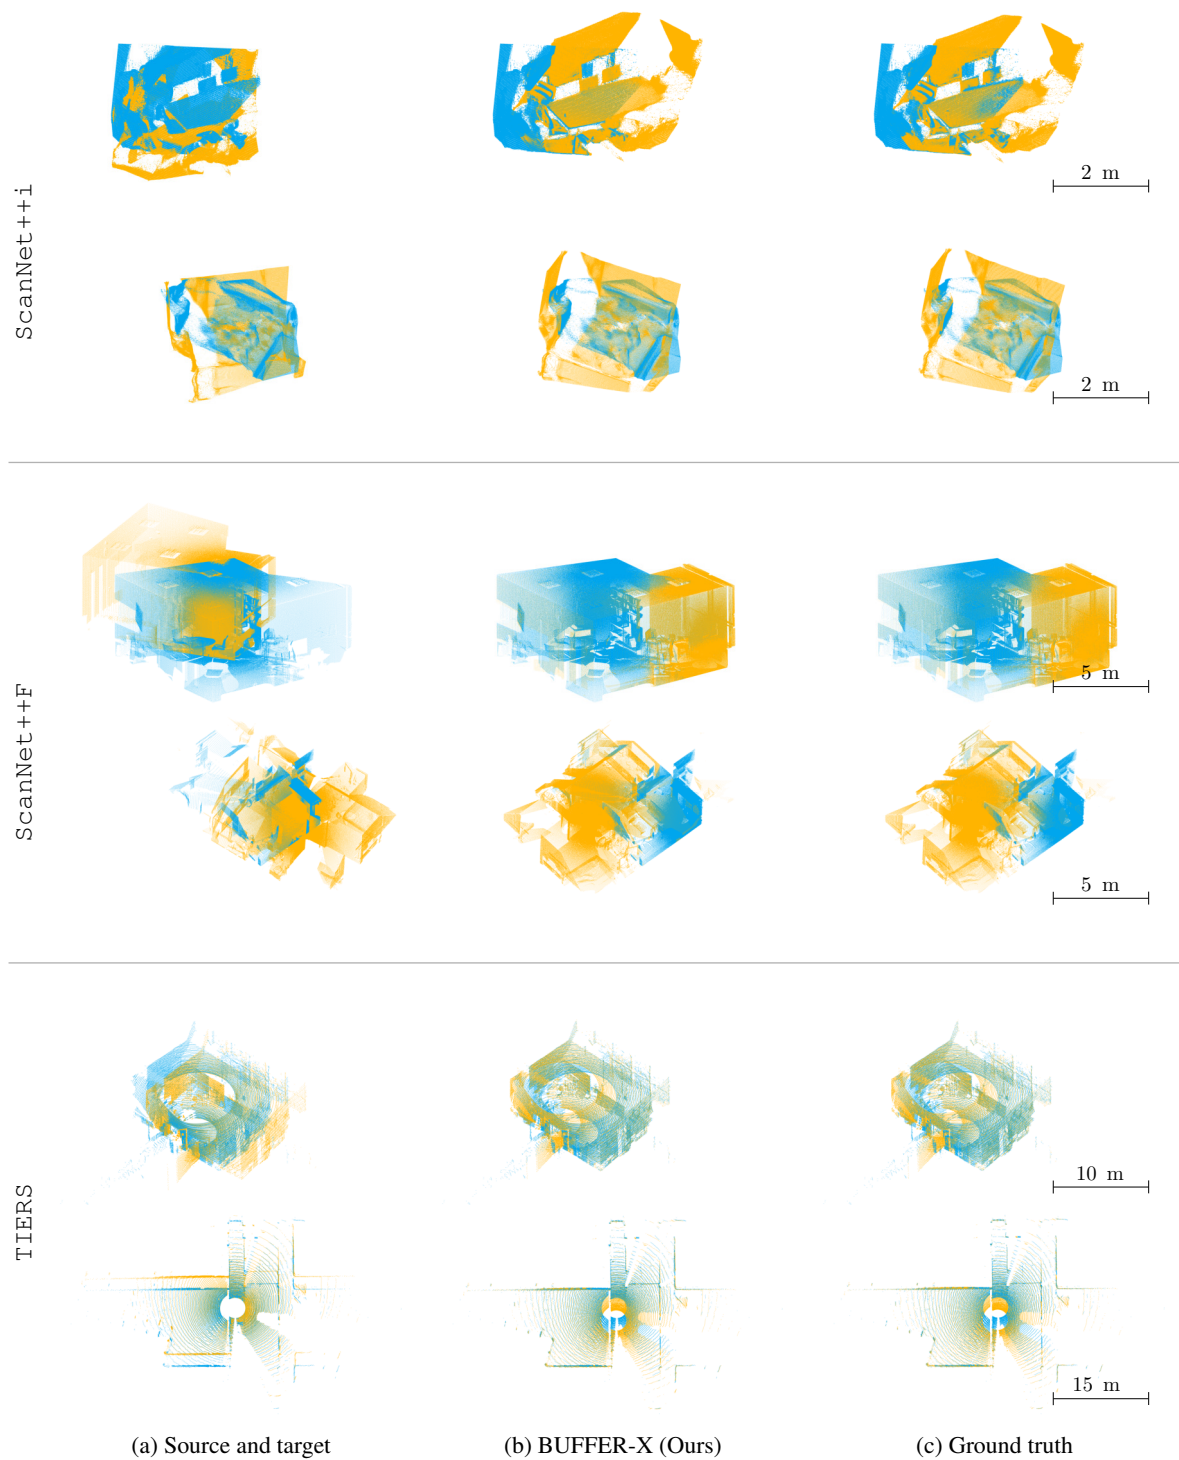 ScanNet++i
2 m
2 m
ScanNet++F
5 m
5 m
TIERS
10 m
15 m
(a) Source and target
(b) BUFFER-X (Ours)
(c) Ground truth